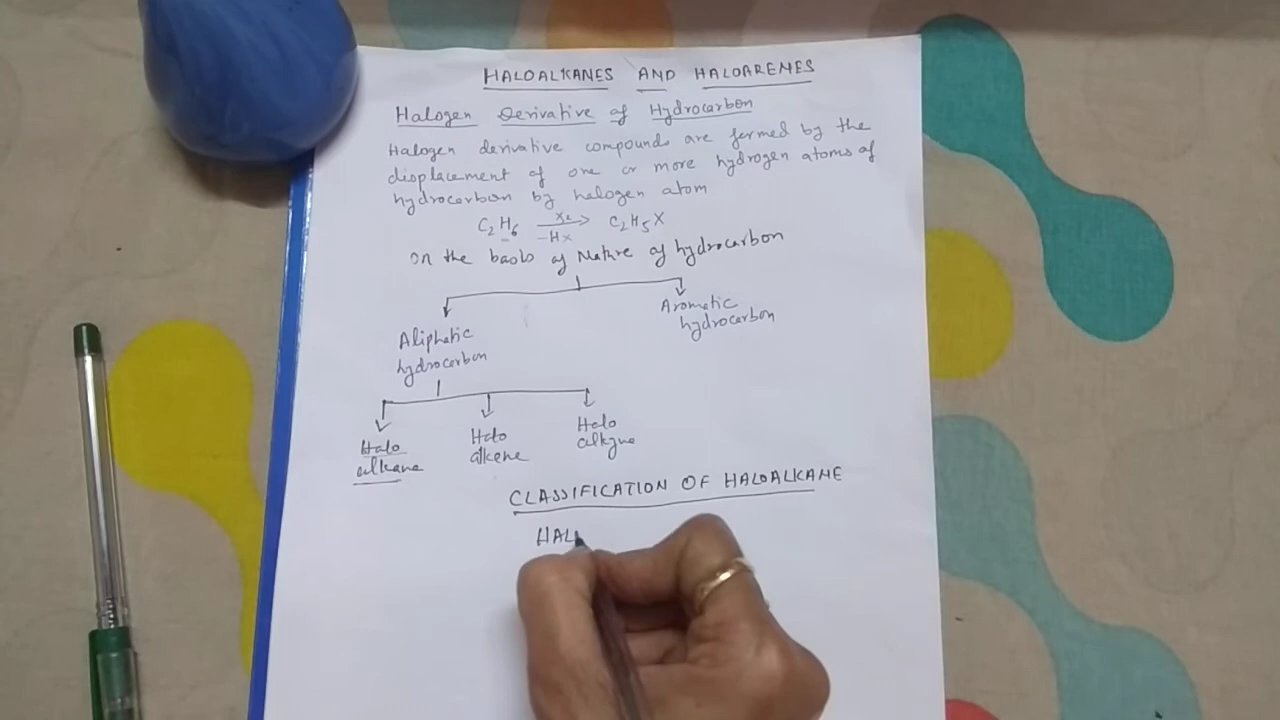 HALOALKANES AND HALOARENES
Halogen Derivative of Hydrocarbon
Halogen derivative compounds are formed by the
displacement of one or more hydrogen atoms of
hydrocarbon by halogen atom
C₂H₆ X₂ → -HX C₂H₅X
On the basis of Nature of hydrocarbon
Aliphatic
hydrocarbon
Aromatic
hydrocarbon
Halo
alkane
Halo
alkene
Halo
alkyne
CLASSIFICATION OF HALOALKANE
HAL